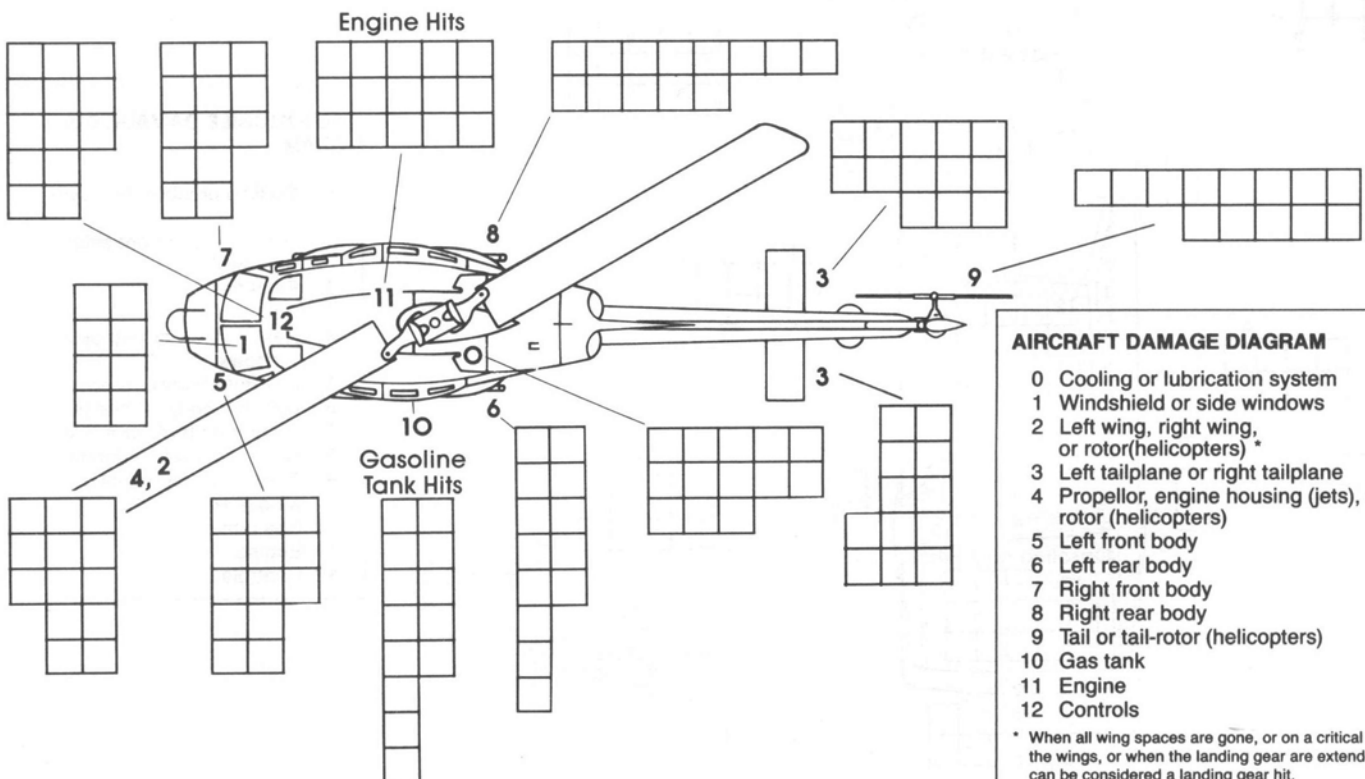 Engine Hits
8
7
3
9
11
12
1
0
5
3
6
10
4, 2
Gasoline
Tank Hits
AIRCRAFT DAMAGE DIAGRAM
0 Cooling or lubrication system
1 Windshield or side windows
2 Left wing, right wing,
or rotor(helicopters) *
3 Left tailplane or right tailplane
4 Propellor, engine housing (jets),
rotor (helicopters)
5 Left front body
6 Left rear body
7 Right front body
8 Right rear body
9 Tail or tail-rotor (helicopters)
10 Gas tank
11 Engine
12 Controls
* When all wing spaces are gone, or on a critical
the wings, or when the landing gear are extend
can be considered a landing gear hit.